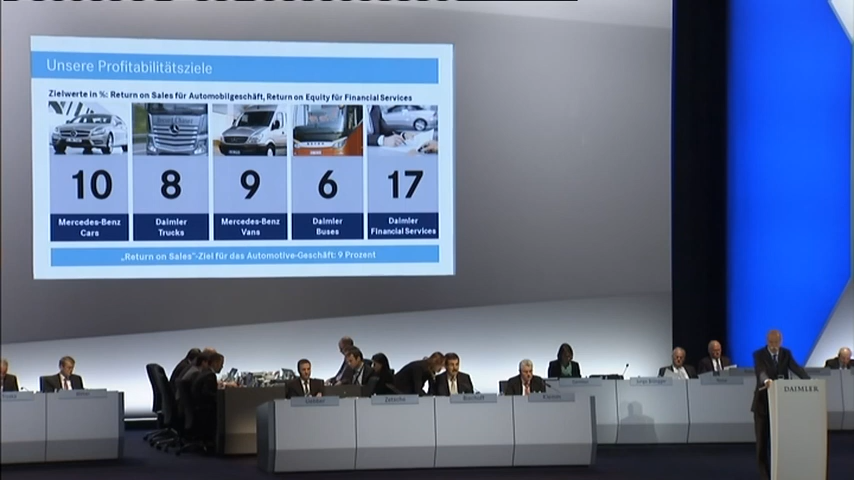 Unsere Profitabilitätsziele
Zielwerte in %: Return on Sales für Automobilgeschäft, Return on Equity für Financial Services
10 8 9 6 17
Mercedes-Benz Cars
Daimler Trucks
Mercedes-Benz Vans
Daimler Buses
Daimler Financial Services
„Return on Sales"-Ziel für das Automotive-Geschäft: 9 Prozent
Zetsche
Bischoff
DAIMLER